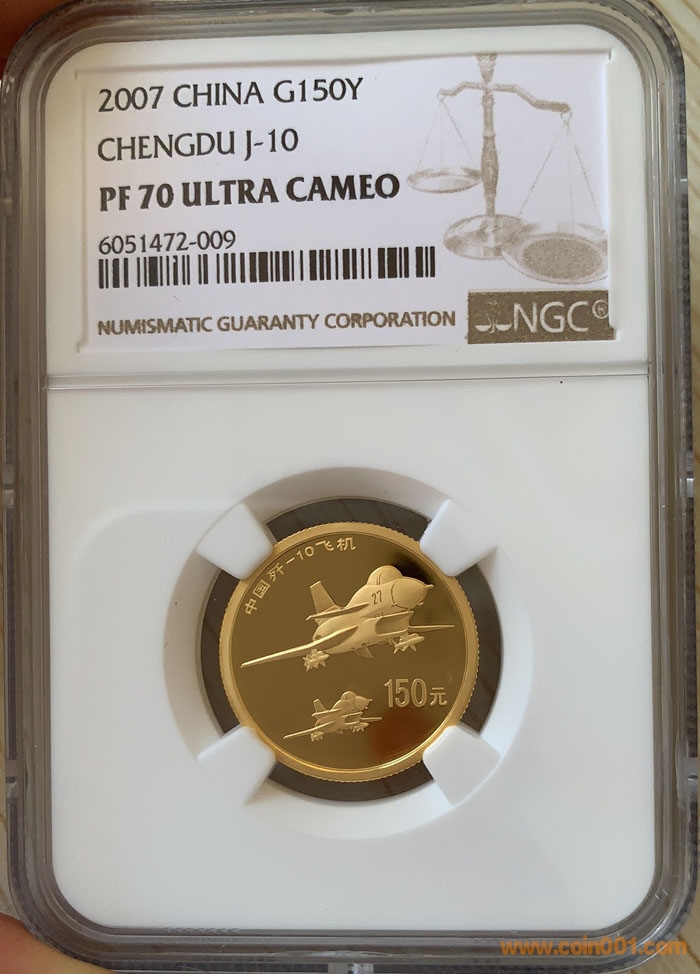 2007 CHINA G150Y
CHENGDU J-10
PF 70 ULTRA CAMEO
6051472-009
NUMISMATIC GUARANTY CORPORATION
NGC®
中国歼-10飞机
27
150元
www.coin001.com